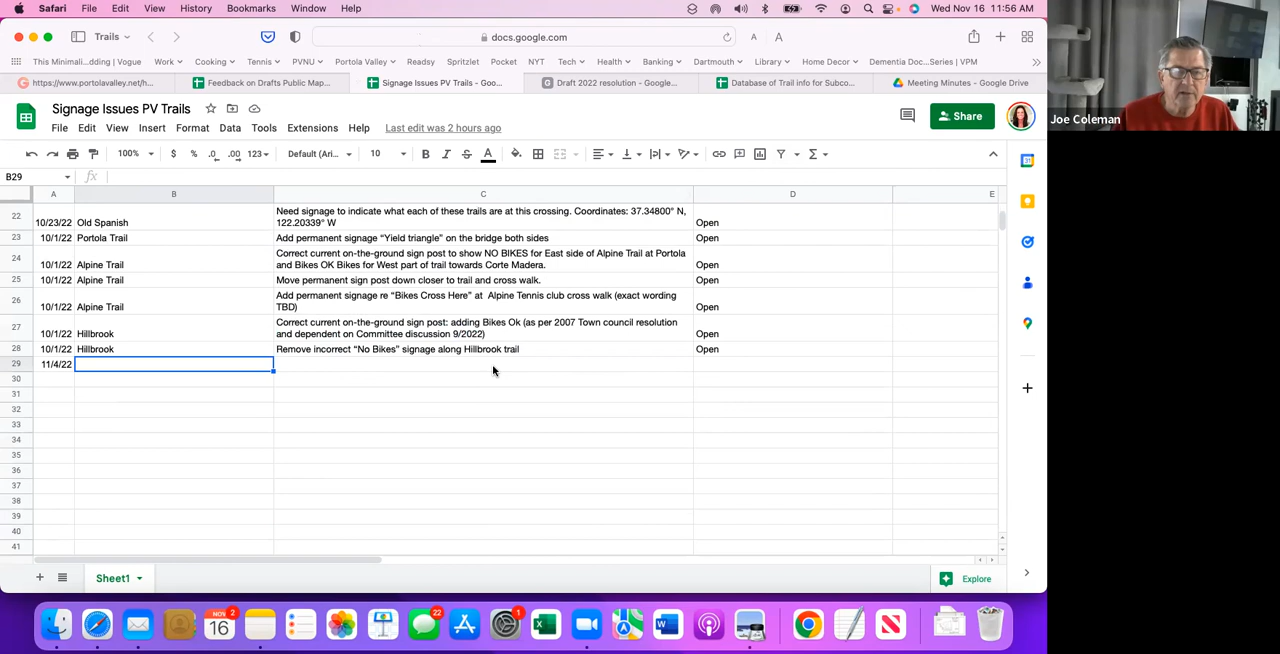 Safari File Edit View History Bookmarks Window Help Wed Nov 16 11:56 AM
Trails docs.google.com A A
This Minimal...dding | Vogue Work Cooking Tennis PVNU Portola Valley Readsy Spritzlet Pocket NYT Tech Health Banking Dartmouth Library Home Decor Dementia Doc...Series | VPM
https://www.portolavalley.net/h... Feedback on Drafts Public Map... Signage Issues PV Trails - Goo... Draft 2022 resolution - Google... Database of Trail info for Subco... Meeting Minutes - Google Drive
Signage Issues PV Trails
File Edit View Insert Format Data Tools Extensions Help Last edit was 2 hours ago
Share
100% $ % .0 .00 123 Default (Ari... 10 B I S A
B29 fx
A B C D E
22 10/23/22 Old Spanish Need signage to indicate what each of these trails are at this crossing. Coordinates: 37.34800° N,
122.20339° W Open
23 10/1/22 Portola Trail Add permanent signage “Yield triangle” on the bridge both sides Open
24 10/1/22 Alpine Trail Correct current on-the-ground sign post to show NO BIKES for East side of Alpine Trail at Portola
and Bikes OK Bikes for West part of trail towards Corte Madera. Open
25 10/1/22 Alpine Trail Move permanent sign post down closer to trail and cross walk. Open
26 10/1/22 Alpine Trail Add permanent signage re “Bikes Cross Here” at Alpine Tennis club cross walk (exact wording
TBD) Open
27 10/1/22 Hillbrook Correct current on-the-ground sign post: adding Bikes Ok (as per 2007 Town council resolution
and dependent on Committee discussion 9/2022) Open
28 10/1/22 Hillbrook Remove incorrect “No Bikes” signage along Hillbrook trail Open
29 11/4/22
30
31
32
33
34
35
36
37
38
39
40
41
Sheet1
Explore
NOV 16 2 22 1
Joe Coleman